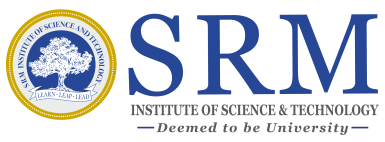 SRM INSTITUTE OF SCIENCE AND TECHNOLOGY
LEARN · LEAP · LEAD
SRM
INSTITUTE OF SCIENCE & TECHNOLOGY
Deemed to be University